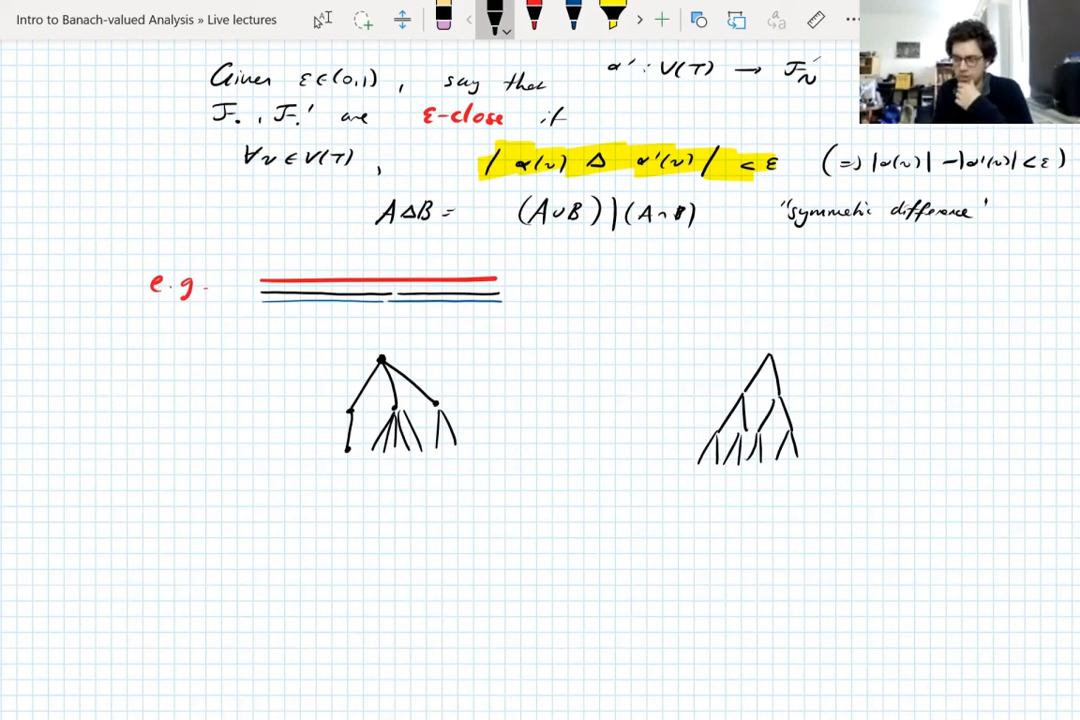 Intro to Banach-valued Analysis » Live lectures
Given ε∈(0,1), say that α' : V(T) → F_N'
F., F.' are ε-close if
∀v ∈ V(T), |α(v) Δ α'(v)| < ε (=> |α(v)| - |α'(v)| < ε)
AΔB = (A∪B) | (A∩B) "symmetric difference"
e.g.